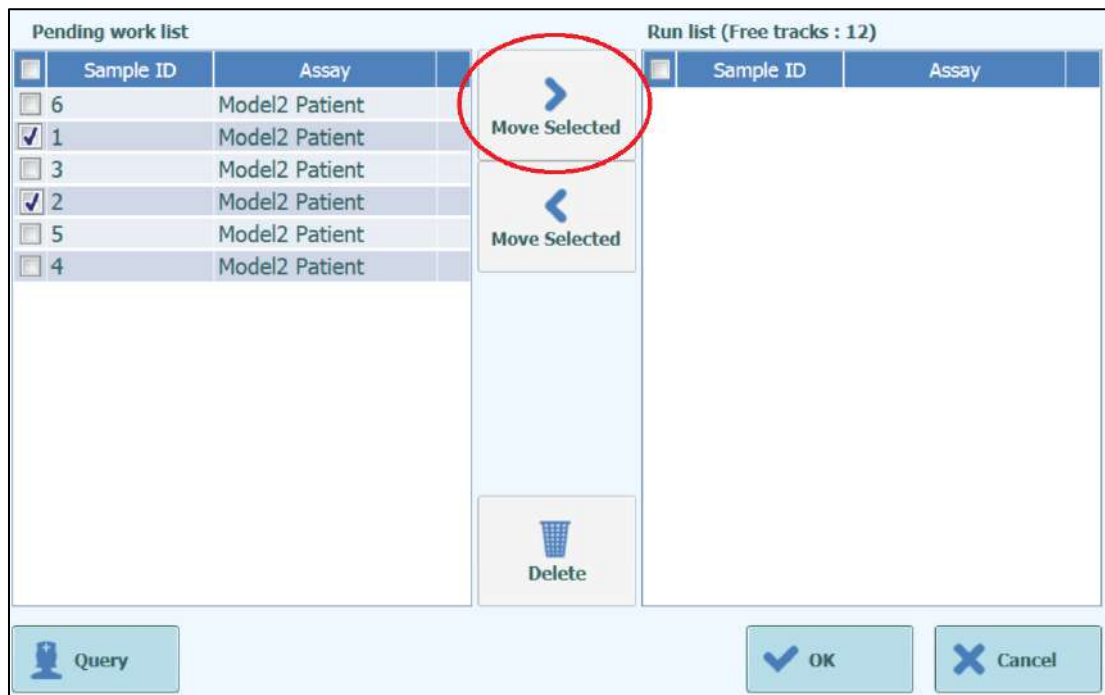 Pending work list
Run list (Free tracks : 12)
Sample ID Assay
Sample ID Assay
6 Model2 Patient
1 Model2 Patient
3 Model2 Patient
2 Model2 Patient
5 Model2 Patient
4 Model2 Patient
Move Selected
Move Selected
Delete
Query
OK
Cancel